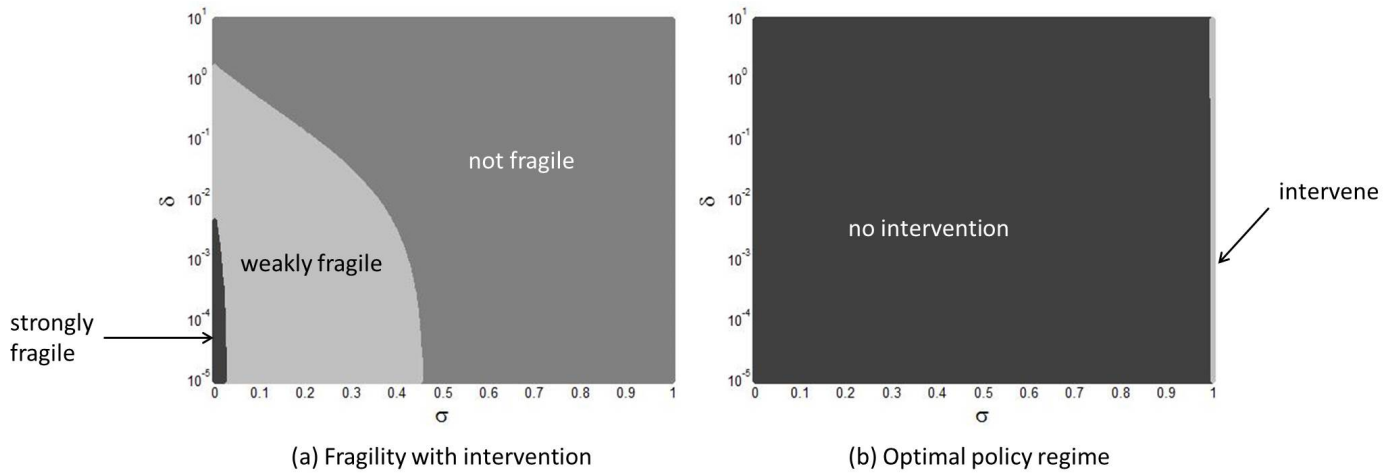 10^1
10^0
10^-1
10^-2
10^-3
10^-4
10^-5
δ
not fragile
weakly fragile
strongly
fragile
0 0.1 0.2 0.3 0.4 0.5 0.6 0.7 0.8 0.9 1
σ
(a) Fragility with intervention
10^1
10^0
10^-1
10^-2
10^-3
10^-4
10^-5
δ
no intervention
intervene
0 0.1 0.2 0.3 0.4 0.5 0.6 0.7 0.8 0.9 1
σ
(b) Optimal policy regime